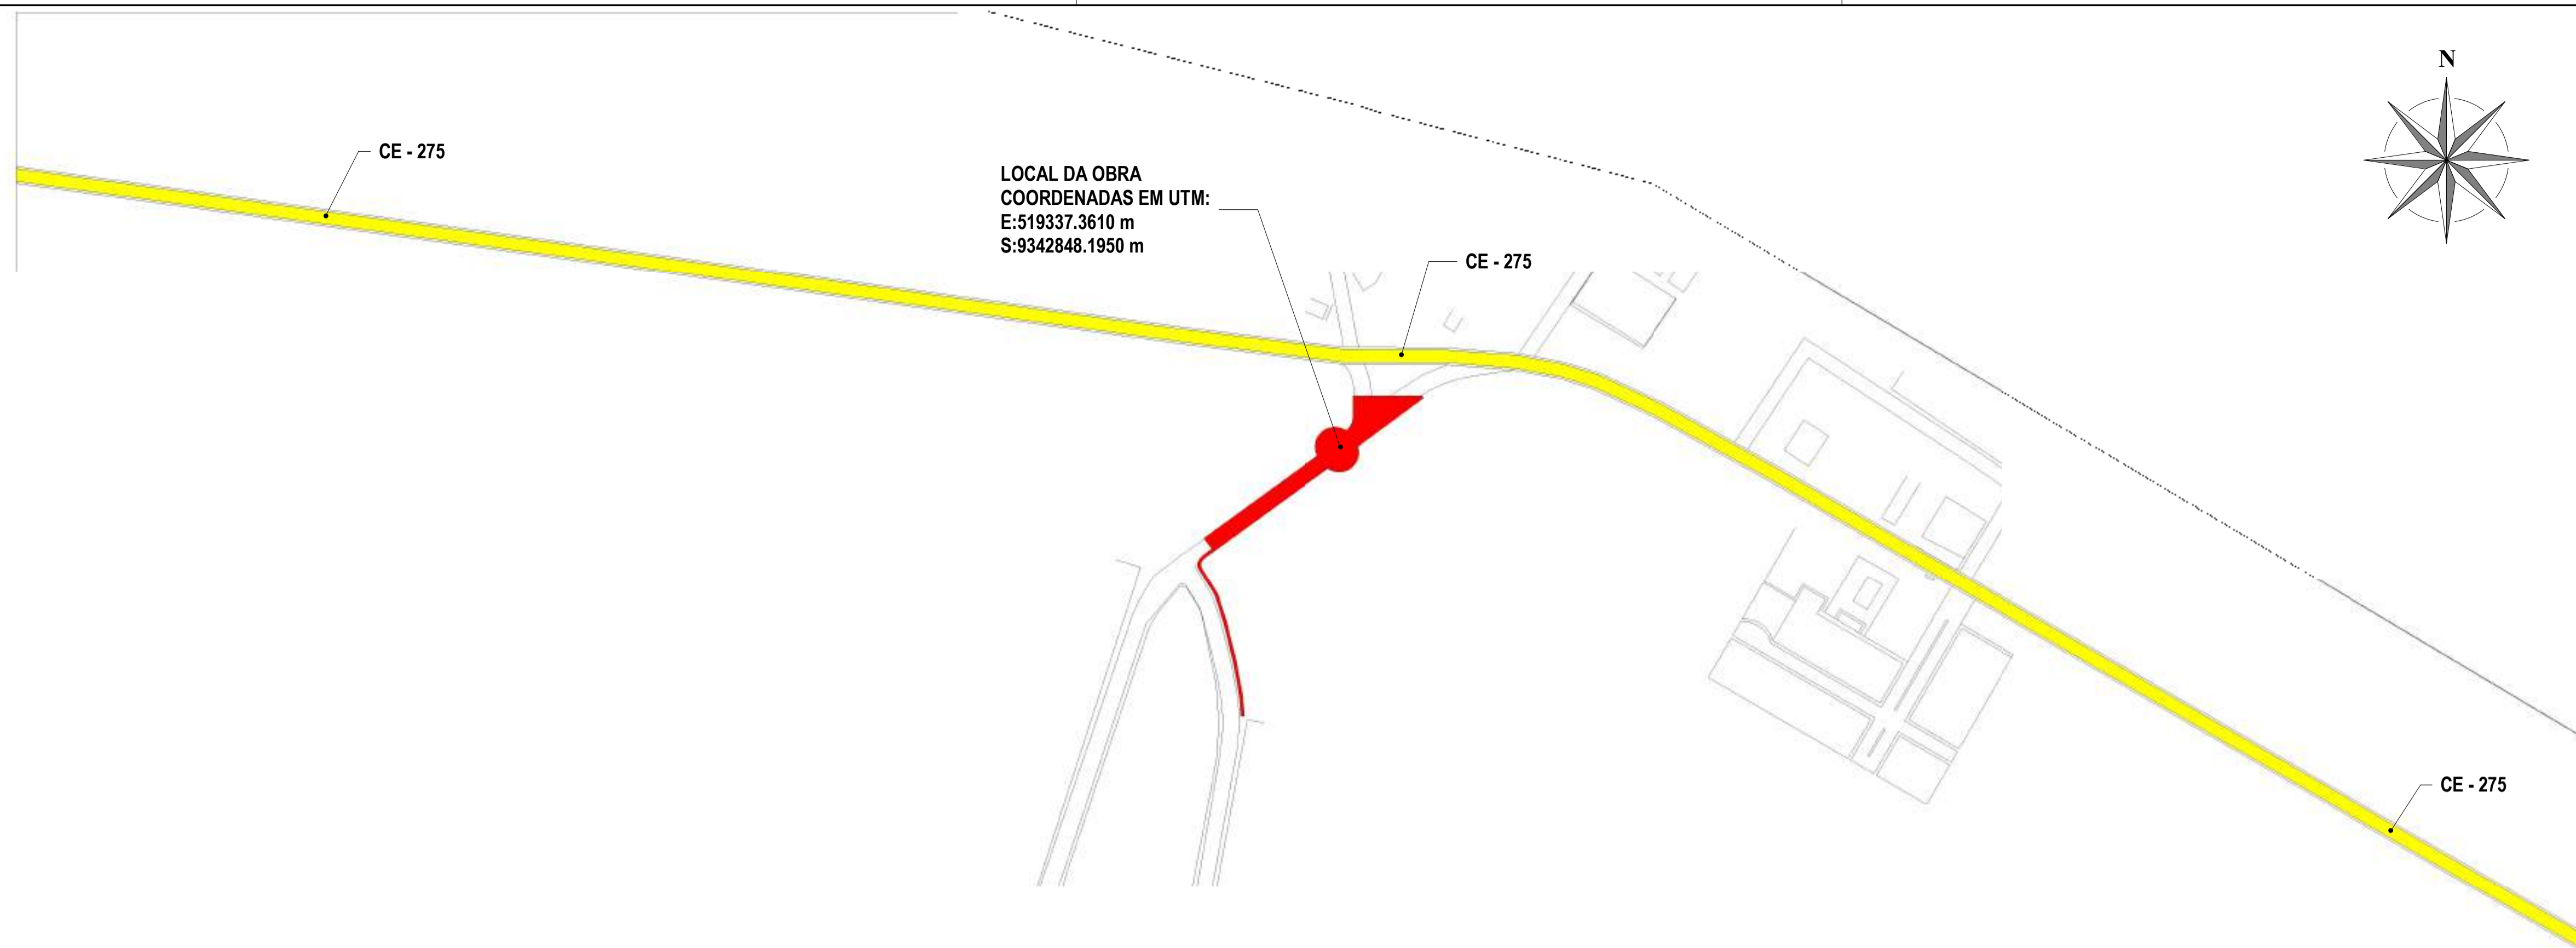 N
CE - 275
LOCAL DA OBRA
COORDENADAS EM UTM:
E:519337.3610 m
S:9342848.1950 m
CE - 275
CE - 275